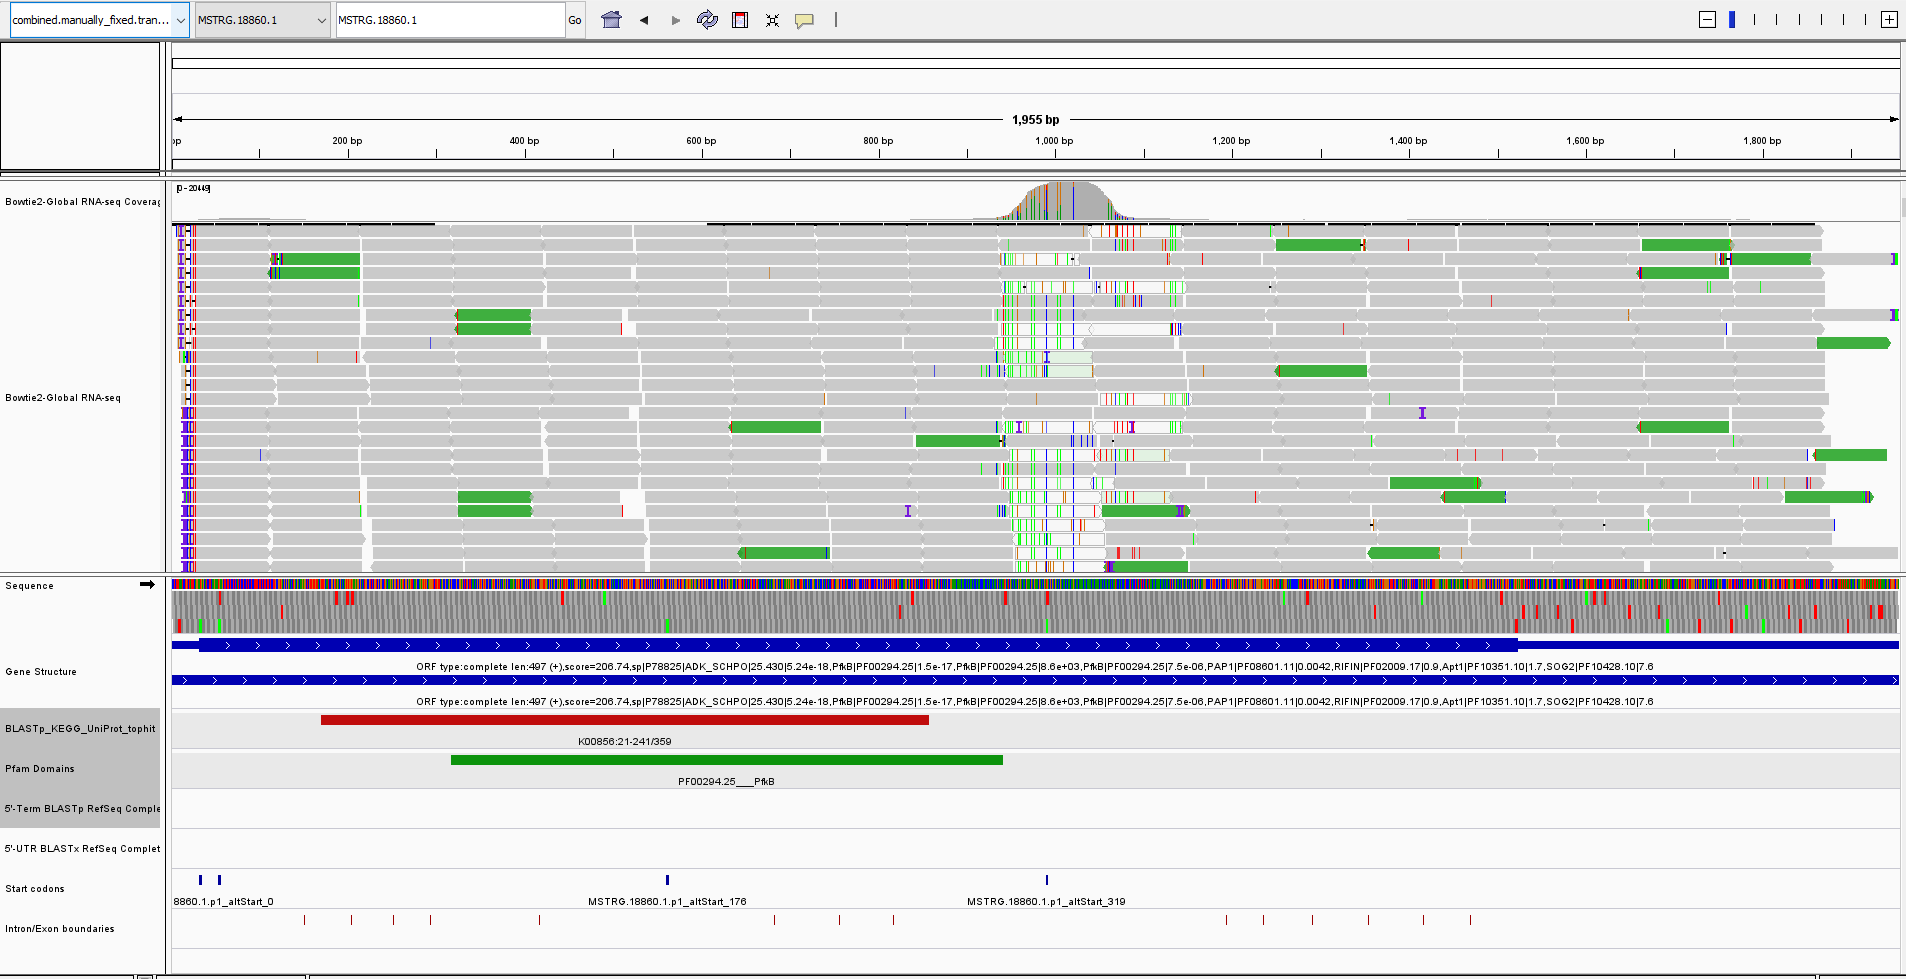 combined.manually_fixed.tran... MSTRG.18860.1 MSTRG.18860.1 Go
1,955 bp
bp 200 bp 400 bp 600 bp 800 bp 1,000 bp 1,200 bp 1,400 bp 1,600 bp 1,800 bp
[0 - 20449]
Bowtie2-Global RNA-seq Coverag
Bowtie2-Global RNA-seq
Sequence
ORF type:complete len:497 (+),score=206.74,sp|P78825|ADK_SCHPO|25.430|5.24e-18,PfkB|PF00294.25|1.5e-17,PfkB|PF00294.25|8.6e+03,PfkB|PF00294.25|7.5e-06,PAP1|PF08601.11|0.0042,RIFIN|PF02009.17|0.9,Apt1|PF10351.10|1.7,SOG2|PF10428.10|7.6
Gene Structure
ORF type:complete len:497 (+),score=206.74,sp|P78825|ADK_SCHPO|25.430|5.24e-18,PfkB|PF00294.25|1.5e-17,PfkB|PF00294.25|8.6e+03,PfkB|PF00294.25|7.5e-06,PAP1|PF08601.11|0.0042,RIFIN|PF02009.17|0.9,Apt1|PF10351.10|1.7,SOG2|PF10428.10|7.6
BLASTp_KEGG_UniProt_tophit
K00856:21-241/359
Pfam Domains
PF00294.25___PfkB
5'-Term BLASTp RefSeq Comple
5'-UTR BLASTx RefSeq Complet
Start codons
8860.1.p1_altStart_0 MSTRG.18860.1.p1_altStart_176 MSTRG.18860.1.p1_altStart_319
Intron/Exon boundaries